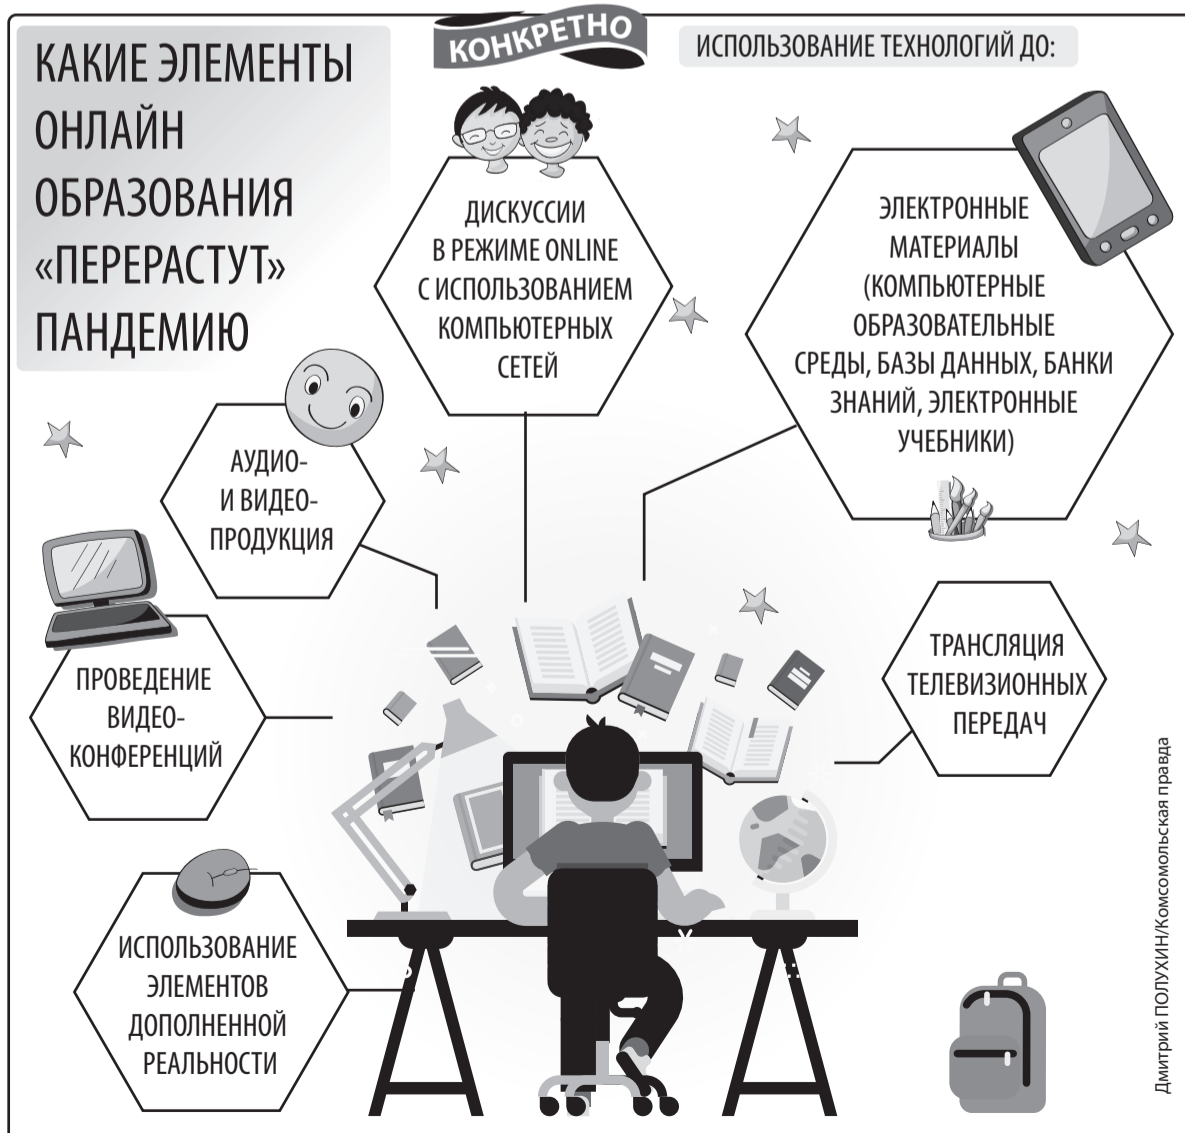 КАКИЕ ЭЛЕМЕНТЫ
ОНЛАЙН
ОБРАЗОВАНИЯ
«ПЕРЕРАСТУТ»
ПАНДЕМИЮ
КОНКРЕТНО
ИСПОЛЬЗОВАНИЕ ТЕХНОЛОГИЙ ДО:
ДИСКУССИИ
В РЕЖИМЕ ONLINE
С ИСПОЛЬЗОВАНИЕМ
КОМПЬЮТЕРНЫХ
СЕТЕЙ
ЭЛЕКТРОННЫЕ
МАТЕРИАЛЫ
(КОМПЬЮТЕРНЫЕ
ОБРАЗОВАТЕЛЬНЫЕ
СРЕДЫ, БАЗЫ ДАННЫХ, БАНКИ
ЗНАНИЙ, ЭЛЕКТРОННЫЕ
УЧЕБНИКИ)
АУДИО-
И ВИДЕО-
ПРОДУКЦИЯ
ПРОВЕДЕНИЕ
ВИДЕО-
КОНФЕРЕНЦИЙ
ТРАНСЛЯЦИЯ
ТЕЛЕВИЗИОННЫХ
ПЕРЕДАЧ
ИСПОЛЬЗОВАНИЕ
ЭЛЕМЕНТОВ
ДОПОЛНЕННОЙ
РЕАЛЬНОСТИ
Дмитрий ПОЛУХИН/Комсомольская правда